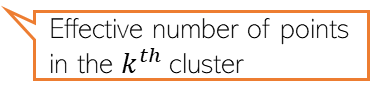 Effective number of points
in the kᵗʰ cluster